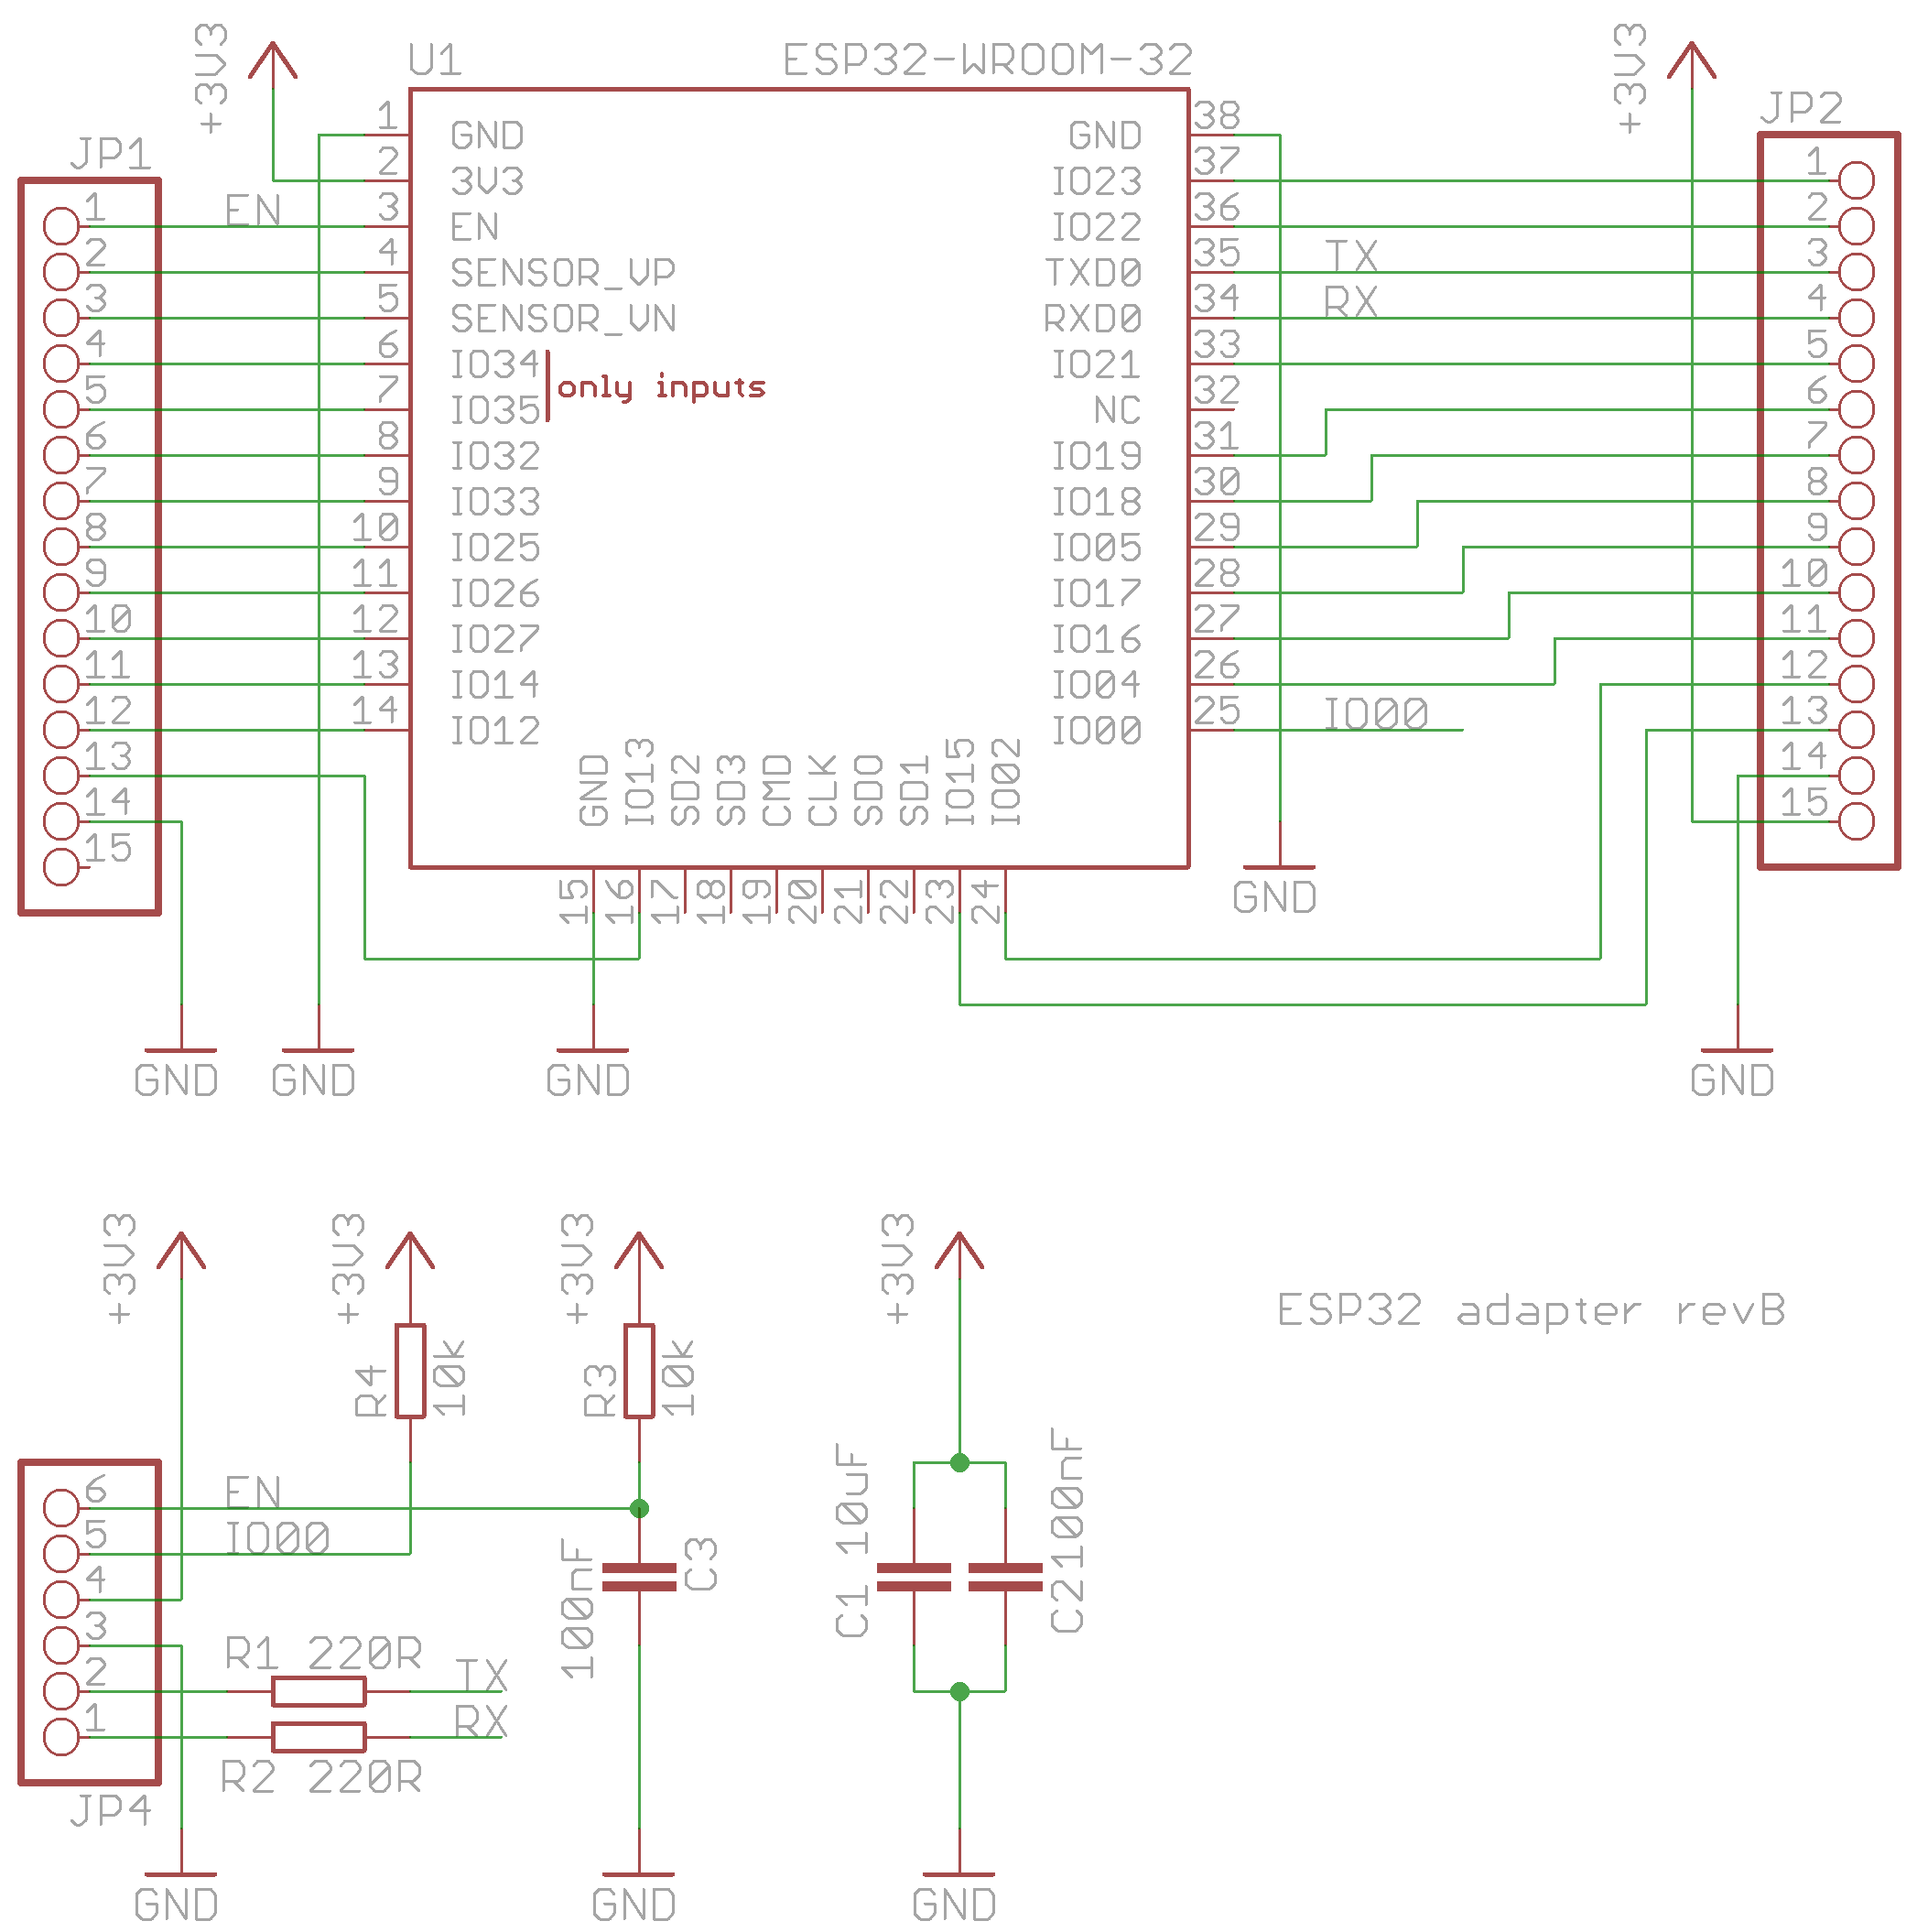 +3V3
U1 ESP32-WROOM-32
+3V3
JP1
JP2
1 GND GND 38
2 3V3 IO23 37 1
1 EN 3 EN IO22 36 2
2 4 SENSOR_VP TXD0 35 TX 3
3 5 SENSOR_VN RXD0 34 RX 4
4 6 IO34 IO21 33 5
only inputs
5 7 IO35 NC 32 6
6 8 IO32 IO19 31 7
7 9 IO33 IO18 30 8
8 10 IO25 IO05 29 9
9 11 IO26 IO17 28 10
10 12 IO27 IO16 27 11
11 13 IO14 IO04 26 12
12 14 IO12 IO00 25 IO00 13
13 14
14 15
15
GND IO13 SD2 SD3 CMD CLK SDO SD1 IO15 IO02
15 16 17 18 19 20 21 22 23 24
GND
GND GND GND GND
+3V3 +3V3 +3V3 +3V3
ESP32 adapter revB
R4 10k R3 10k
6 EN
5 IO00
4
3
2 R1 220R TX
1 RX
R2 220R
JP4
100nF C3
C1 10uF C2 100nF
GND GND GND